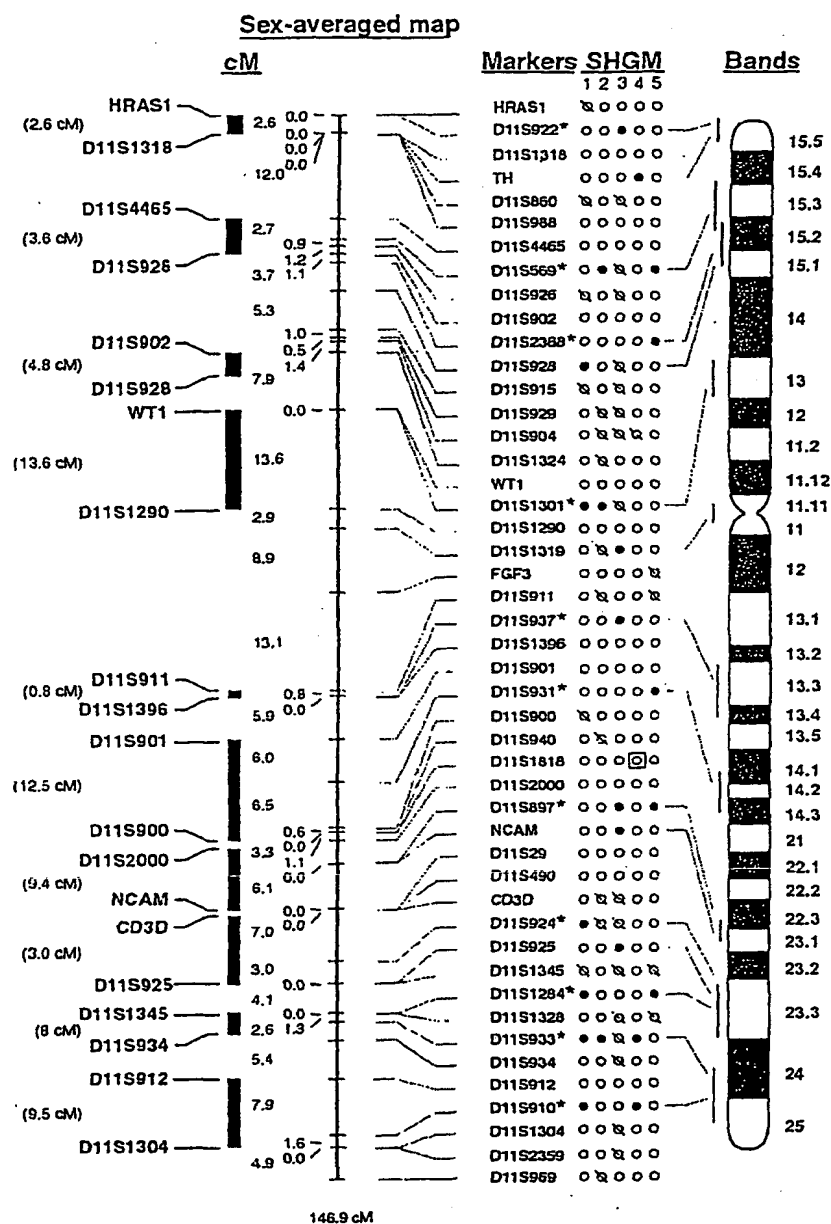 Sex-averaged map
cM
Markers SHGM Bands
1 2 3 4 5
HRAS1
(2.6 cM)
D11S1318
D11S4465
(3.6 cM)
D11S926
D11S902
(4.8 cM)
D11S928
WT1
(13.6 cM)
D11S1290
D11S911
(0.8 cM)
D11S1396
D11S901
(12.5 cM)
D11S900
D11S2000
(9.4 cM)
NCAM
CD3D
(3.0 cM)
D11S925
D11S1345
(8 cM)
D11S934
D11S912
(9.5 cM)
D11S1304
2.6 0.0
0.0
0.0
12.0 0.0
2.7
0.9
1.2
3.7 1.1
5.3
1.0
0.5
1.4
7.9
0.0
13.6
2.9
8.9
13.1
0.8
5.9 0.0
6.0
6.5
0.6
3.3 0.0
1.1
6.1 0.0
0.0
7.0 0.0
3.0
0.0
4.1
0.0
2.6 1.3
5.4
7.9
1.6
4.9 0.0
146.9 cM
HRAS1
D11S922*
D11S1318
TH
D11S860
D11S988
D11S4465
D11S569*
D11S926
D11S902
D11S2368*
D11S928
D11S915
D11S929
D11S904
D11S1324
WT1
D11S1301*
D11S1290
D11S1319
FGF3
D11S911
D11S937*
D11S1396
D11S901
D11S931*
D11S900
D11S940
D11S1818
D11S2000
D11S897*
NCAM
D11S29
D11S490
CD3D
D11S924*
D11S925
D11S1345
D11S1284*
D11S1328
D11S933*
D11S934
D11S912
D11S910*
D11S1304
D11S2359
D11S969
15.5
15.4
15.3
15.2
15.1
14
13
12
11.2
11.12
11.11
11
12
13.1
13.2
13.3
13.4
13.5
14.1
14.2
14.3
21
22.1
22.2
22.3
23.1
23.2
23.3
24
25